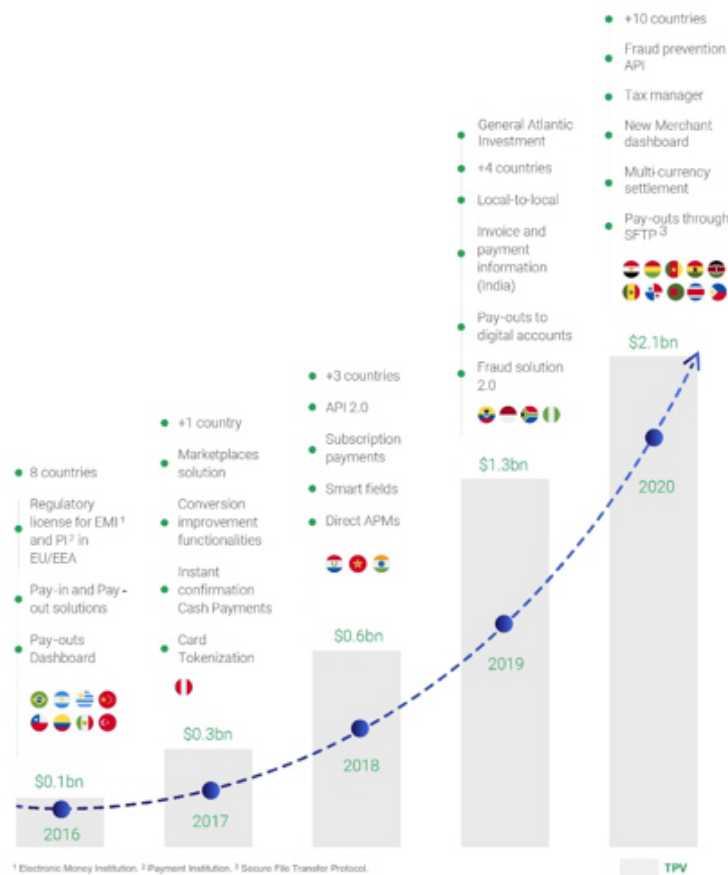 8 countries
Regulatory
license for EMI ¹
and PI ² in
EU/EEA
Pay-in and Pay-
out solutions
Pay-outs
Dashboard
$0.1bn
2016
+1 country
Marketplaces
solution
Conversion
improvement
functionalities
Instant
confirmation
Cash Payments
Card
Tokenization
$0.3bn
2017
+3 countries
API 2.0
Subscription
payments
Smart fields
Direct APMs
$0.6bn
2018
General Atlantic
Investment
+4 countries
Local-to-local
Invoice and
payment
information
(India)
Pay-outs to
digital accounts
Fraud solution
2.0
$1.3bn
2019
+10 countries
Fraud prevention
API
Tax manager
New Merchant
dashboard
Multi-currency
settlement
Pay-outs through
SFTP ³
$2.1bn
2020
¹ Electronic Money Institution. ² Payment Institution. ³ Secure File Transfer Protocol.
TPV